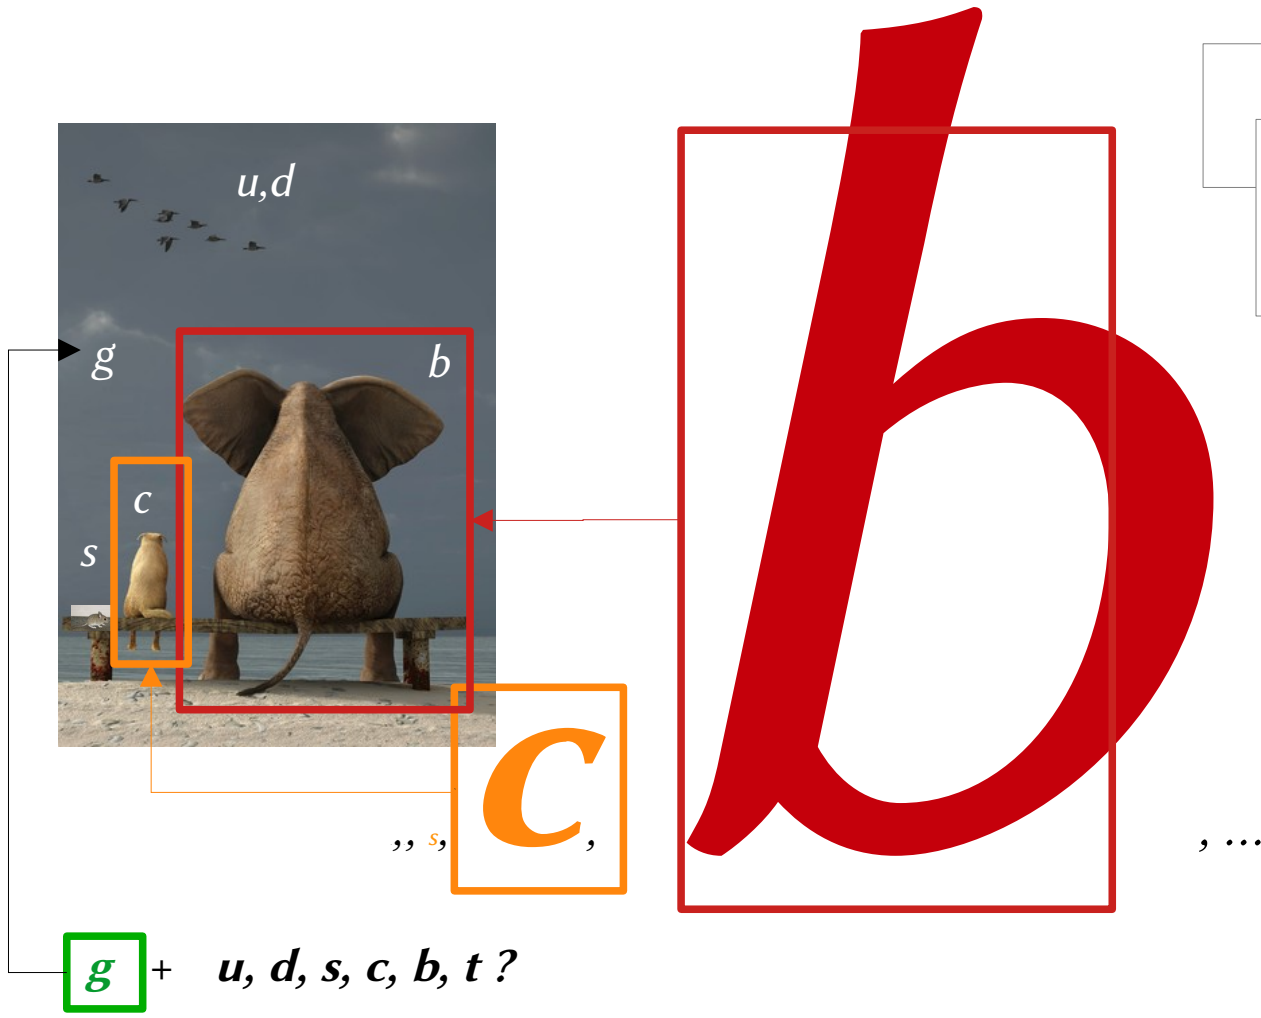 u,d
g
b
c
s
,, s, c, b, ...
g + u, d, s, c, b, t ?